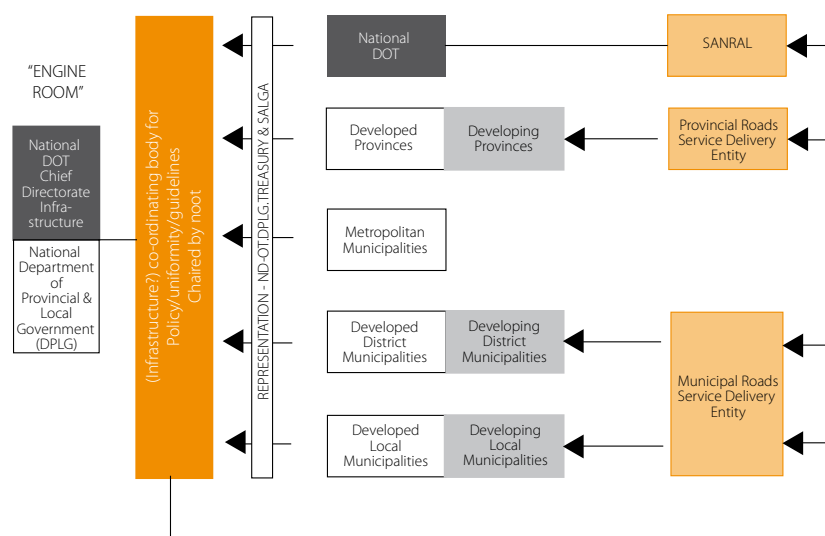 "ENGINE
ROOM"
National
DOT
Chief
Directorate
Infra-
structure
National
Department
of
Provincial &
Local
Government
(DPLG)
(Infrastructure?) co-ordinating body for
Policy/uniformity/guidelines
Chaired by noot
REPRESENTATION - ND-OT.DPLG.TREASURY & SALGA
National
DOT
SANRAL
Developed
Provinces
Developing
Provinces
Provincial Roads
Service Delivery
Entity
Metropolitan
Municipalities
Developed
District
Municipalities
Developing
District
Municipalities
Municipal Roads
Service Delivery
Entity
Developed
Local
Municipalities
Developing
Local
Municipalities